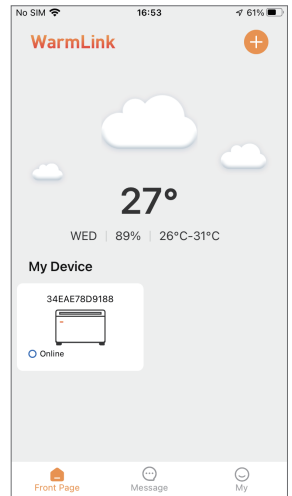 No SIM 16:53 61%
WarmLink
27°
WED | 89% | 26°C-31°C
My Device
34EAE78D9188
Online
Front Page Message My